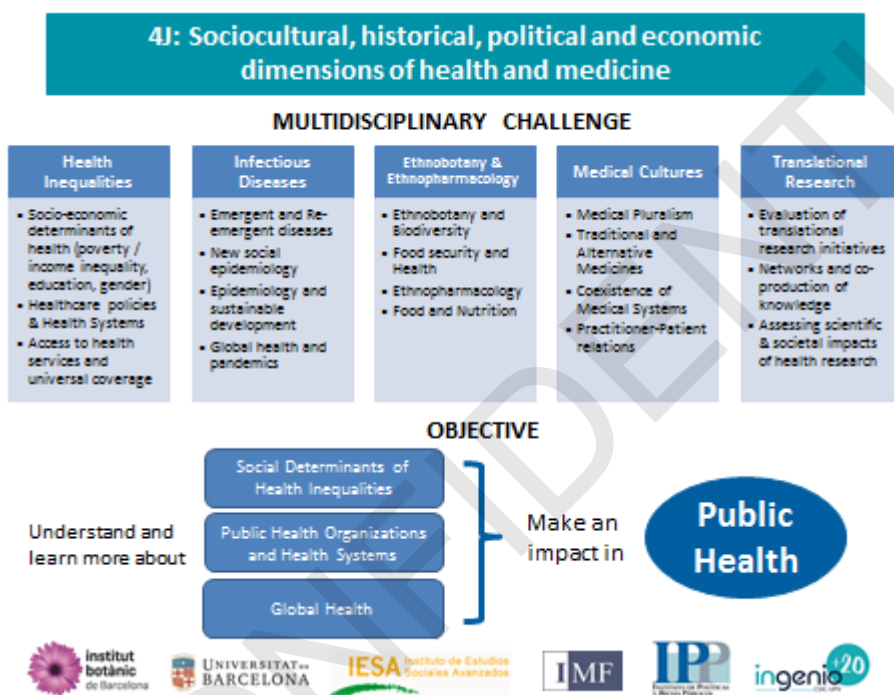 4J: Sociocultural, historical, political and economic
dimensions of health and medicine
MULTIDISCIPLINARY CHALLENGE
Health
Inequalities
▪ Socio-economic
determinants of
health (poverty /
income inequality,
education, gender)
▪ Healthcare policies
& Health Systems
▪ Access to health
services and
universal coverage
Infectious
Diseases
▪ Emergent and Re-
emergent diseases
▪ New social
epidemiology
▪ Epidemiology and
sustainable
development
▪ Global health and
pandemics
Ethnobotany &
Ethnopharmacology
▪ Ethnobotany and
Biodiversity
▪ Food security and
Health
▪ Ethnopharmacology
▪ Food and Nutrition
Medical Cultures
▪ Medical Pluralism
▪ Traditional and
Alternative
Medicines
▪ Coexistence of
Medical Systems
▪ Practitioner-Patient
relations
Translational
Research
▪ Evaluation of
translational
research initiatives
▪ Networks and co-
production of
knowledge
▪ Assessing scientific
& societal impacts
of health research
OBJECTIVE
Understand and
learn more about
Social Determinants of
Health Inequalities
Public Health Organizations
and Health Systems
Global Health
Make an
impact in
Public
Health
institut
botànic
de Barcelona
UNIVERSITAT DE
BARCELONA
IESA Instituto de Estudios
Sociales Avanzados
IMF
IPP
ingenio
+20
CONFIDENTI